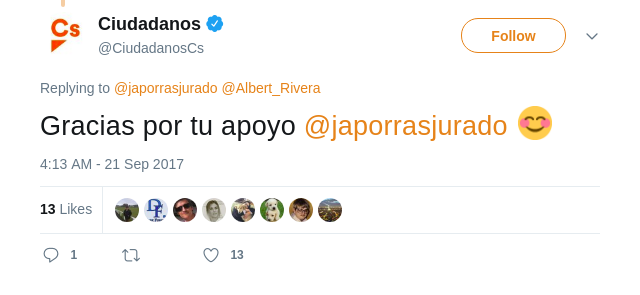 Cs
Ciudadanos
@CiudadanosCs
Follow
Replying to @japorrasjurado @Albert_Rivera
Gracias por tu apoyo @japorrasjurado 😊
4:13 AM - 21 Sep 2017
13 Likes
1
13